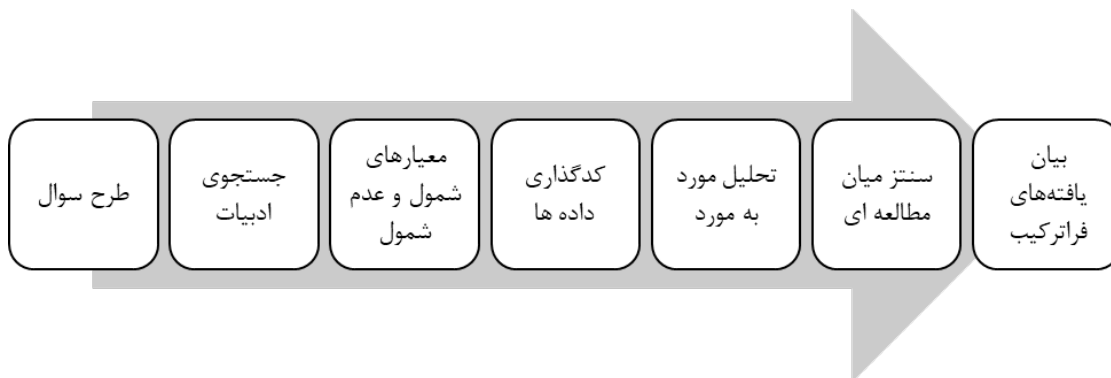 طرح سوال
جستجوی
ادبیات
معیارهای
شمول و عدم
شمول
کدگذاری
داده ها
تحلیل مورد
به مورد
سنتز میان
مطالعه ای
بیان
یافته‌های
فراترکیب